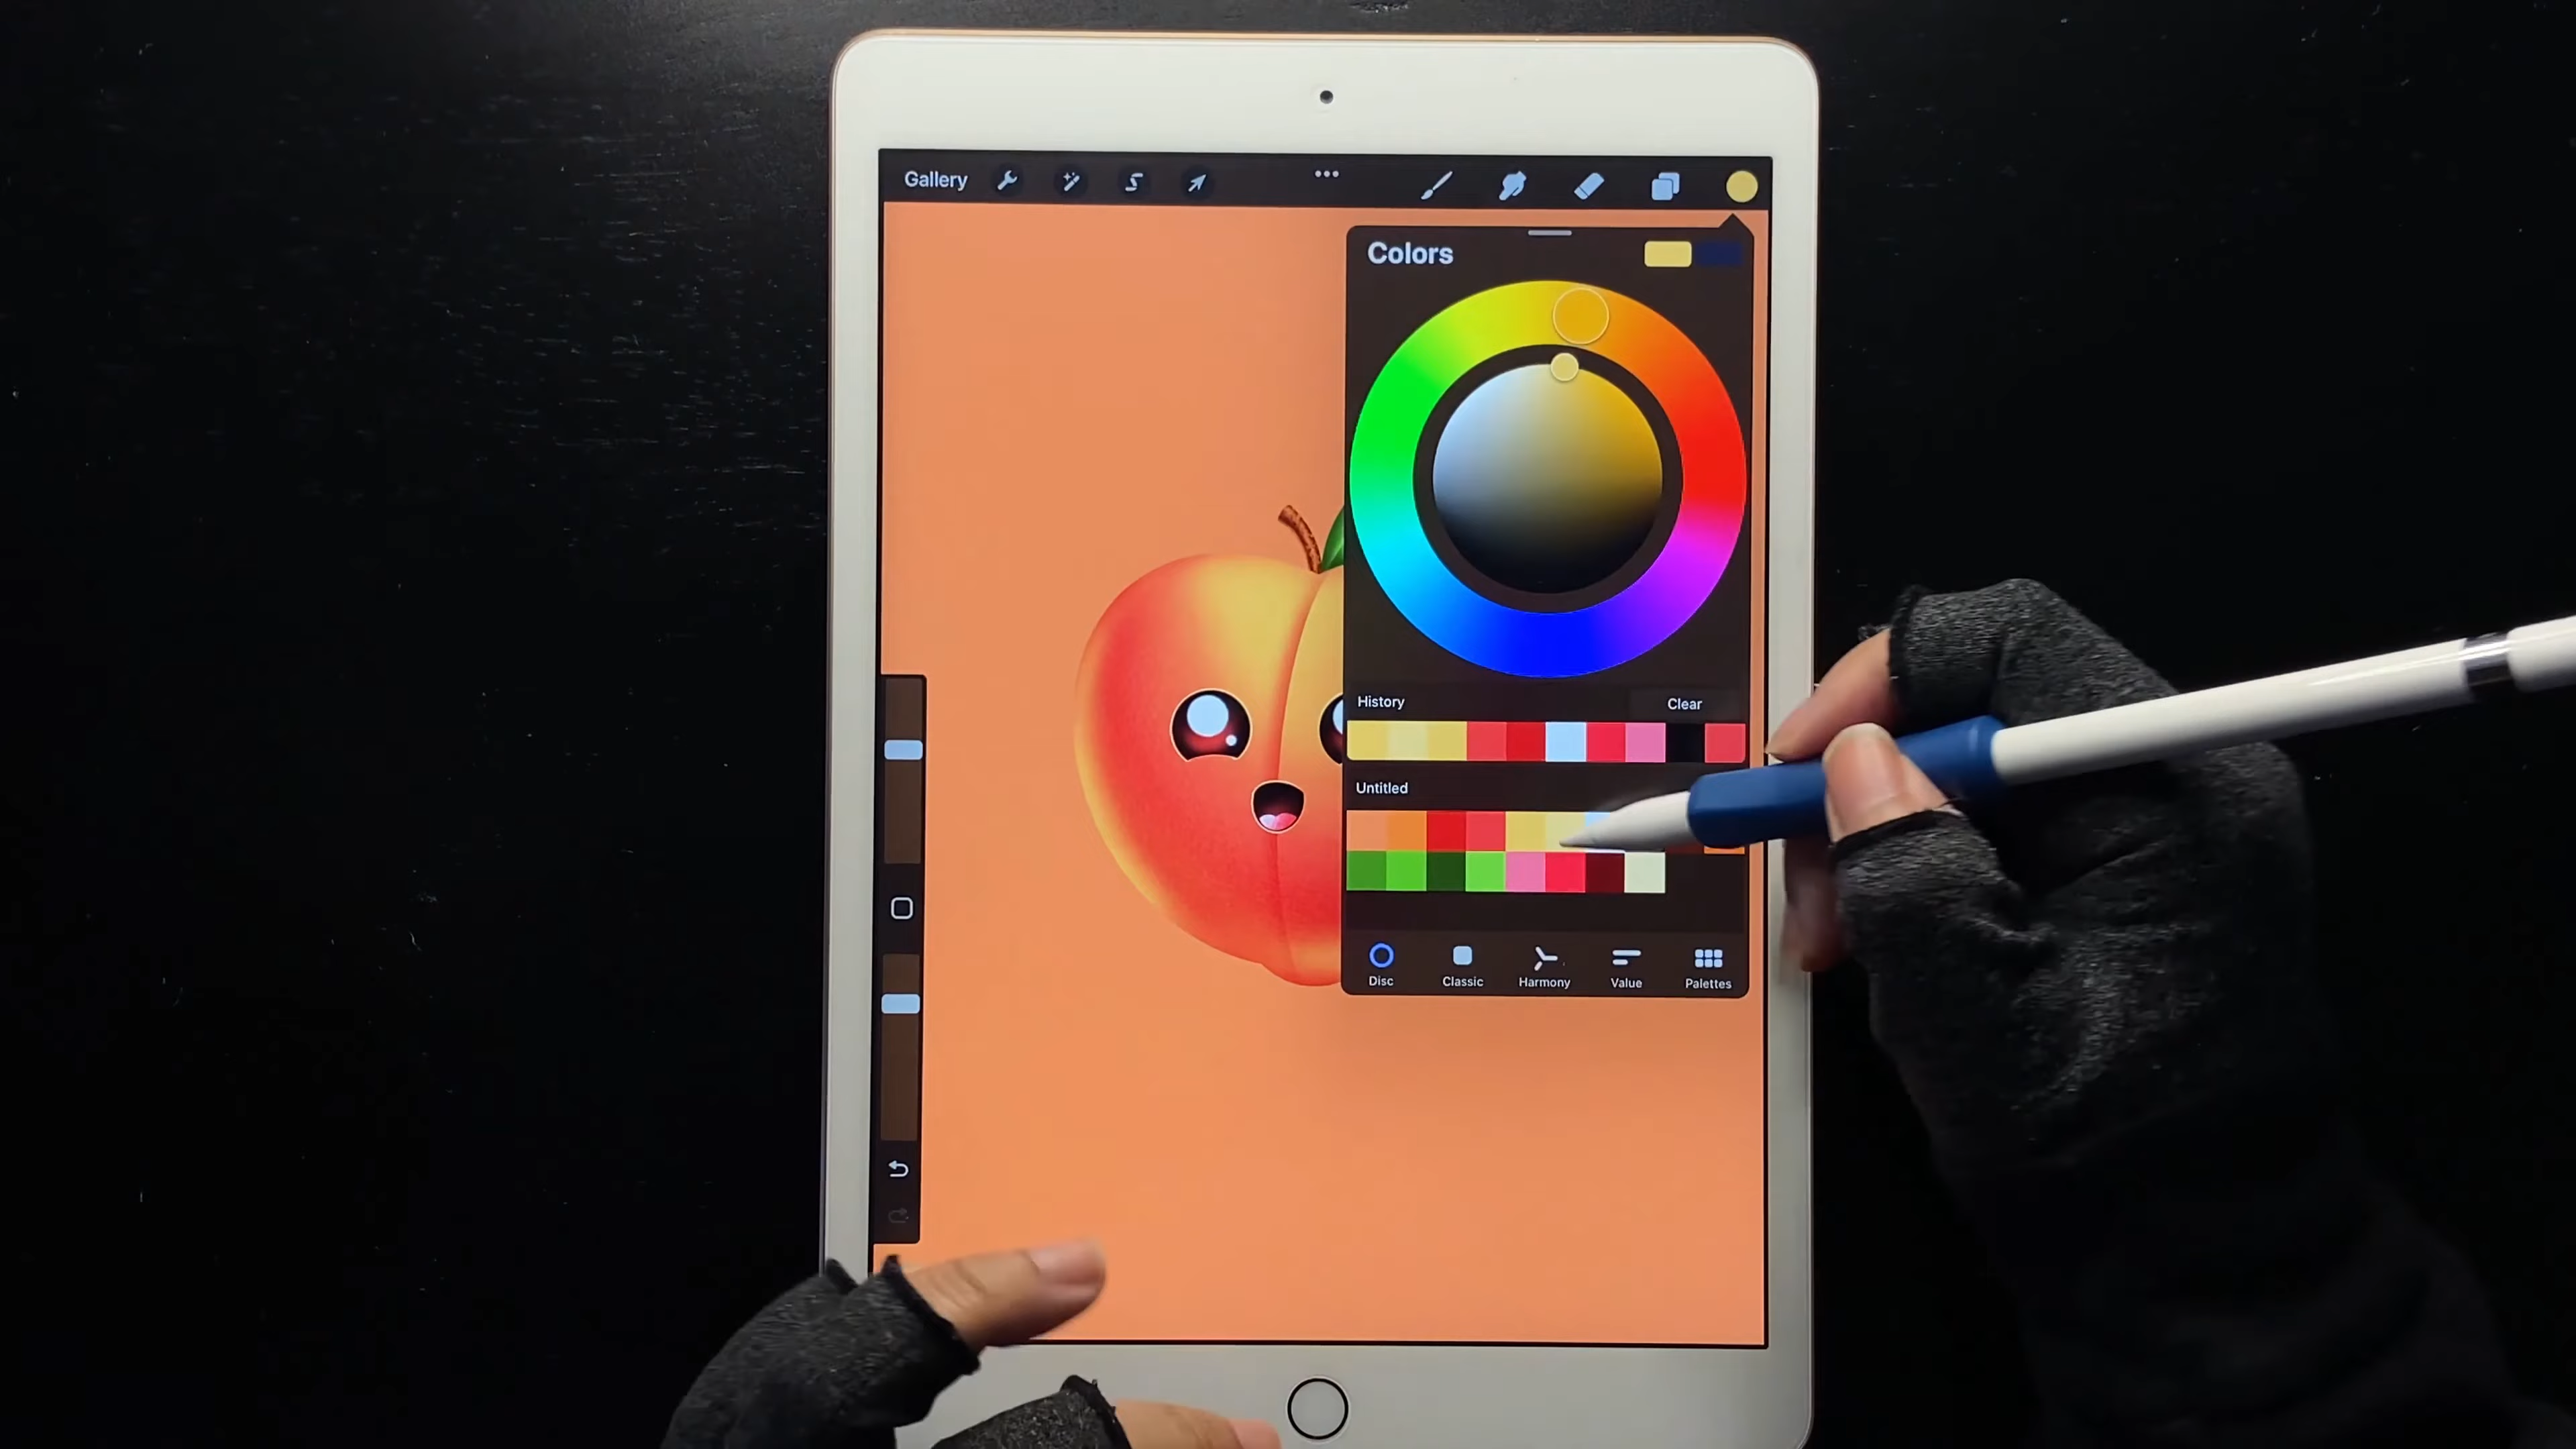 Gallery
Colors
History
Clear
Untitled
Disc
Classic
Harmony
Value
Palettes